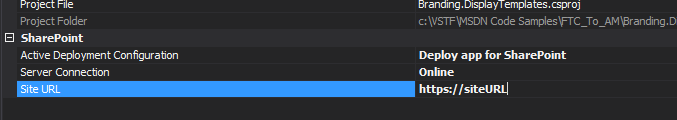 Project File Branding.DisplayTemplates.csproj
Project Folder c:\VSTF\MSDN Code Samples\FTC_To_AM\Branding.D
SharePoint
Active Deployment Configuration Deploy app for SharePoint
Server Connection Online
Site URL https://siteURL